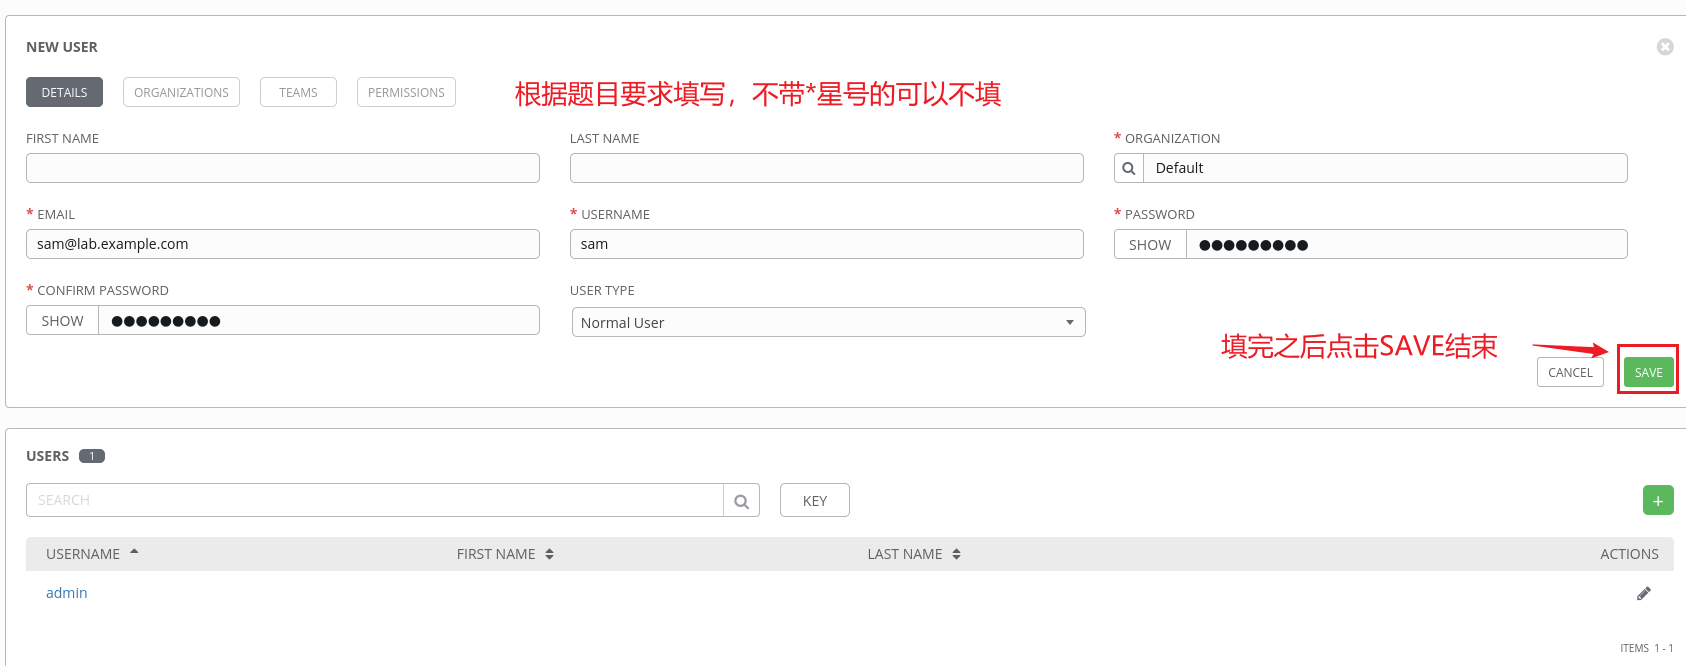 NEW USER
DETAILS ORGANIZATIONS TEAMS PERMISSIONS
根据题目要求填写，不带*星号的可以不填
FIRST NAME LAST NAME * ORGANIZATION
Default
* EMAIL * USERNAME * PASSWORD
sam@lab.example.com sam SHOW ●●●●●●●●●
* CONFIRM PASSWORD USER TYPE
SHOW ●●●●●●●●● Normal User
填完之后点击SAVE结束
CANCEL SAVE
USERS 1
SEARCH KEY +
USERNAME FIRST NAME LAST NAME ACTIONS
admin
ITEMS 1 - 1